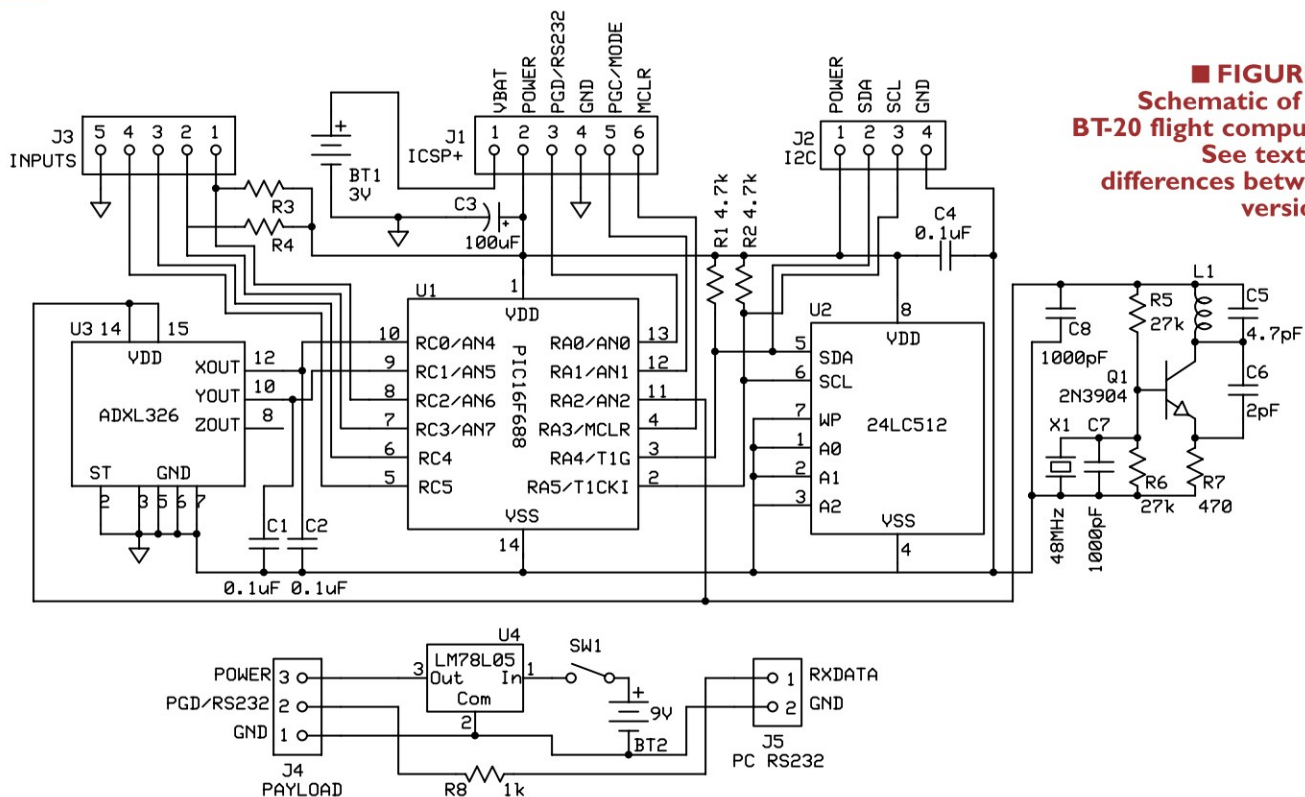 ■ FIGUR
Schematic of
BT-20 flight compu
See text
differences betw
versio
J3
INPUTS
5 4 3 2 1
R3
R4
BT1
3V
+
VBAT
POWER
PGD/RS232
GND
PGC/MODE
MCLR
J1
ICSP+
1 2 3 4 5 6
C3
100uF
+
POWER
SDA
SCL
GND
J2
I2C
1 2 3 4
R1 4.7k
R2 4.7k
C4
0.1uF
U3
14
15
VDD
XOUT 12
YOUT 10
ZOUT 8
ADXL326
ST
GND
2 3 5 6 7
C1
0.1uF
C2
0.1uF
U1
1
VDD
PIC16F688
10 RC0/AN4
9 RC1/AN5
8 RC2/AN6
7 RC3/AN7
6 RC4
5 RC5
RA0/AN0 13
RA1/AN1 12
RA2/AN2 11
RA3/MCLR 4
RA4/T1G 3
RA5/T1CKI 2
VSS
14
U2
8
VDD
5 SDA
6 SCL
7 WP
1 A0
2 A1
3 A2
24LC512
VSS
4
C8
1000pF
R5
27k
L1
C5
4.7pF
Q1
2N3904
C6
2pF
X1
48MHz
C7
1000pF
R6
27k
R7
470
POWER 3
PGD/RS232 2
GND 1
J4
PAYLOAD
U4
LM78L05
3 Out
In 1
Com
2
SW1
+
9V
BT2
R8 1k
1 RXDATA
2 GND
J5
PC RS232